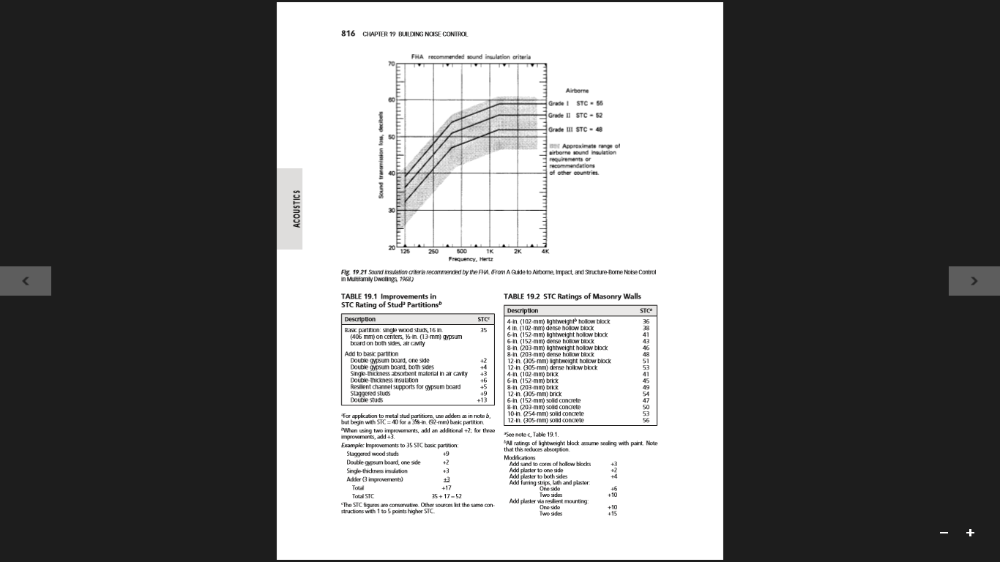 816 CHAPTER 19 BUILDING NOISE CONTROL
FHA recommended sound insulation criteria
70
60
50
40
30
20
Sound transmission loss, decibels
125 250 500 1K 2K 4K
Frequency, Hertz
Airborne
Grade I STC = 55
Grade II STC = 52
Grade III STC = 48
Approximate range of
airborne sound insulation
requirements or
recommendations
of other countries.
ACOUSTICS
Fig. 19.21 Sound insulation criteria recommended by the FHA. (From A Guide to Airborne, Impact, and Structure-Borne Noise Control
in Multifamily Dwellings, 1968.)
TABLE 19.1 Improvements in
STC Rating of Studᵃ Partitionsᵇ
Description STCᶜ
Basic partition: single wood studs,16 in. 35
(406 mm) on centers, ½-in. (13-mm) gypsum
board on both sides, air cavity
Add to basic partition
Double gypsum board, one side +2
Double gypsum board, both sides +4
Single-thickness absorbent material in air cavity +3
Double-thickness insulation +6
Resilient channel supports for gypsum board +5
Staggered studs +9
Double studs +13
ᵃFor application to metal stud partitions, use adders as in note b,
but begin with STC = 40 for a 3⅝-in. (92-mm) basic partition.
ᵇWhen using two improvements, add an additional +2; for three
improvements, add +3.
Example: Improvements to 35 STC basic partition:
Staggered wood studs +9
Double gypsum board, one side +2
Single-thickness insulation +3
Adder (3 improvements) +3
Total +17
Total STC 35 + 17 = 52
ᶜThe STC figures are conservative. Other sources list the same con-
structions with 1 to 5 points higher STC.
TABLE 19.2 STC Ratings of Masonry Walls
Description STCᵃ
4-in. (102-mm) lightweightᵇ hollow block 36
4 in. (102-mm) dense hollow block 38
6-in. (152-mm) lightweight hollow block 41
6-in. (152-mm) dense hollow block 43
8-in. (203-mm) lightweight hollow block 46
8-in. (203-mm) dense hollow block 48
12-in. (305-mm) lightweight hollow block 51
12-in. (305-mm) dense hollow block 53
4-in. (102-mm) brick 41
6-in. (152-mm) brick 45
8-in. (203-mm) brick 49
12-in. (305-mm) brick 54
6-in. (152-mm) solid concrete 47
8-in. (203-mm) solid concrete 50
10-in. (254-mm) solid concrete 53
12-in. (305-mm) solid concrete 56
ᵃSee note c, Table 19.1.
ᵇAll ratings of lightweight block assume sealing with paint. Note
that this reduces absorption.
Modifications
Add sand to cores of hollow blocks +3
Add plaster to one side +2
Add plaster to both sides +4
Add furring strips, lath and plaster:
One side +6
Two sides +10
Add plaster via resilient mounting:
One side +10
Two sides +15